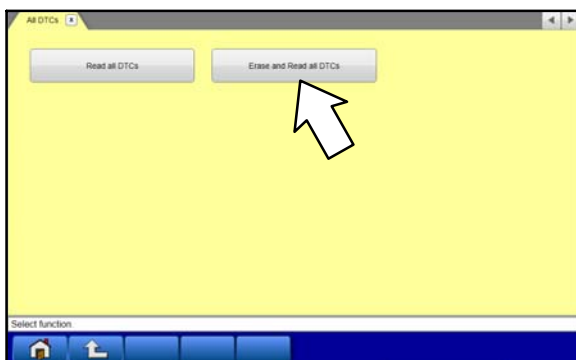 All DTCs x
Read all DTCs
Erase and Read all DTCs
Select function.